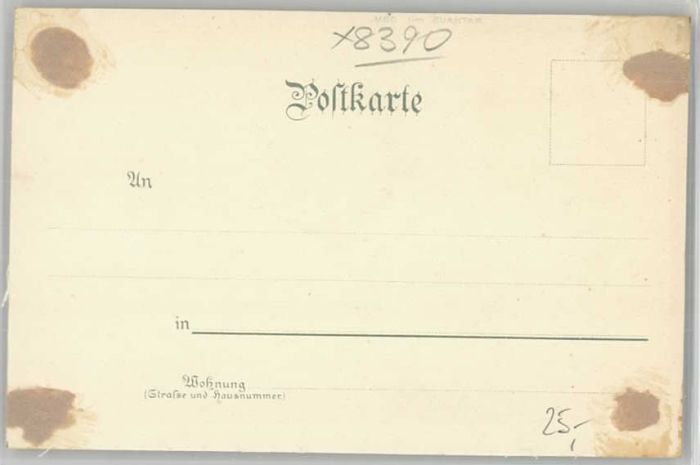 x8390
Poſtkarte
An
in
Wohnung
(Straſse und Hausnummer)
25,-